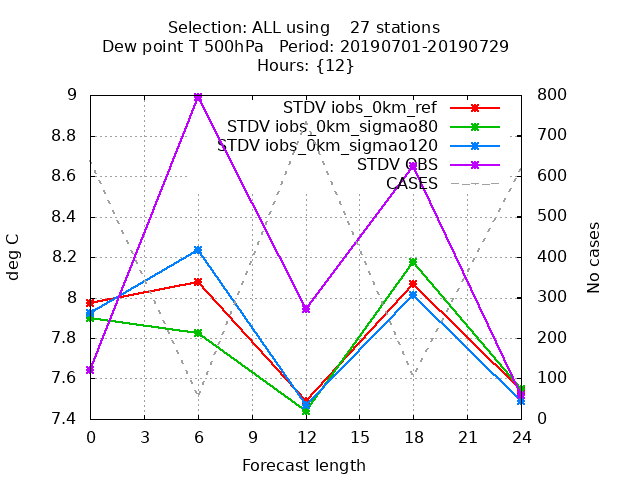 Selection: ALL using    27 stations
Dew point T 500hPa   Period: 20190701-20190729
Hours: {12}
STDV iobs_0km_ref
STDV iobs_0km_sigmao80
STDV iobs_0km_sigmao120
STDV OBS
CASES
deg C
9
8.8
8.6
8.4
8.2
8
7.8
7.6
7.4
800
700
600
500
400
300
200
100
0
No cases
0 3 6 9 12 15 18 21 24
Forecast length